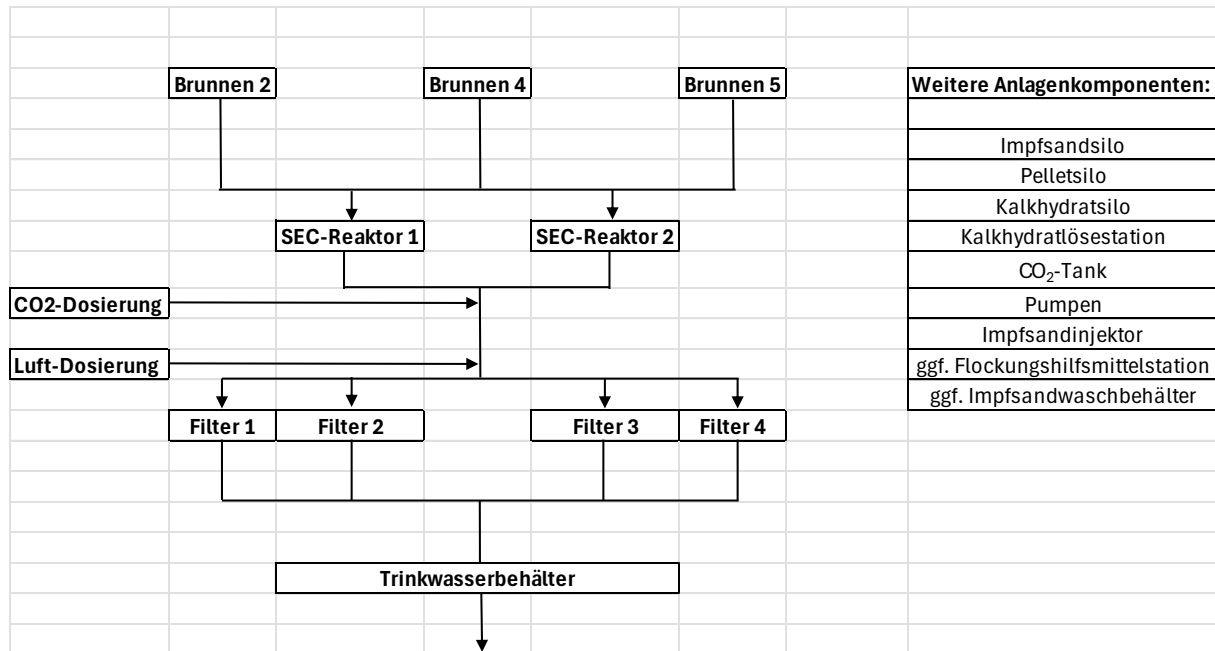 Brunnen 2
Brunnen 4
Brunnen 5
Weitere Anlagenkomponenten:
Impfsandsilo
Pelletsilo
Kalkhydratsilo
SEC-Reaktor 1
SEC-Reaktor 2
Kalkhydratlösestation
CO₂-Tank
CO2-Dosierung
Pumpen
Impfsandinjektor
Luft-Dosierung
ggf. Flockungshilfsmittelstation
ggf. Impfsandwaschbehälter
Filter 1
Filter 2
Filter 3
Filter 4
Trinkwasserbehälter